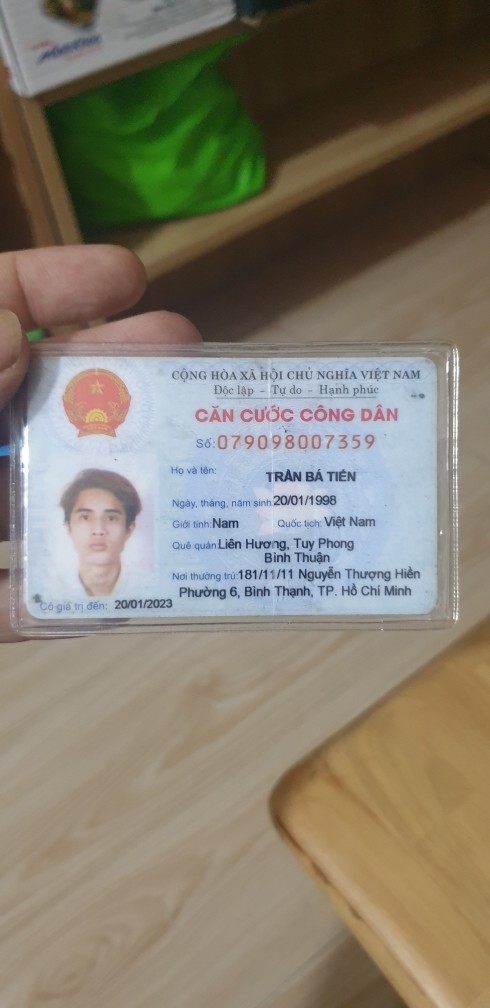 CỘNG HÒA XÃ HỘI CHỦ NGHĨA VIỆT NAM
Độc lập - Tự do - Hạnh phúc
CĂN CƯỚC CÔNG DÂN
Số: 079098007359
Họ và tên:
TRẦN BÁ TIẾN
Ngày, tháng, năm sinh: 20/01/1998
Giới tính: Nam Quốc tịch: Việt Nam
Quê quán: Liên Hương, Tuy Phong
Bình Thuận
Nơi thường trú: 181/11/11 Nguyễn Thượng Hiền
Phường 6, Bình Thạnh, TP. Hồ Chí Minh
Có giá trị đến: 20/01/2023